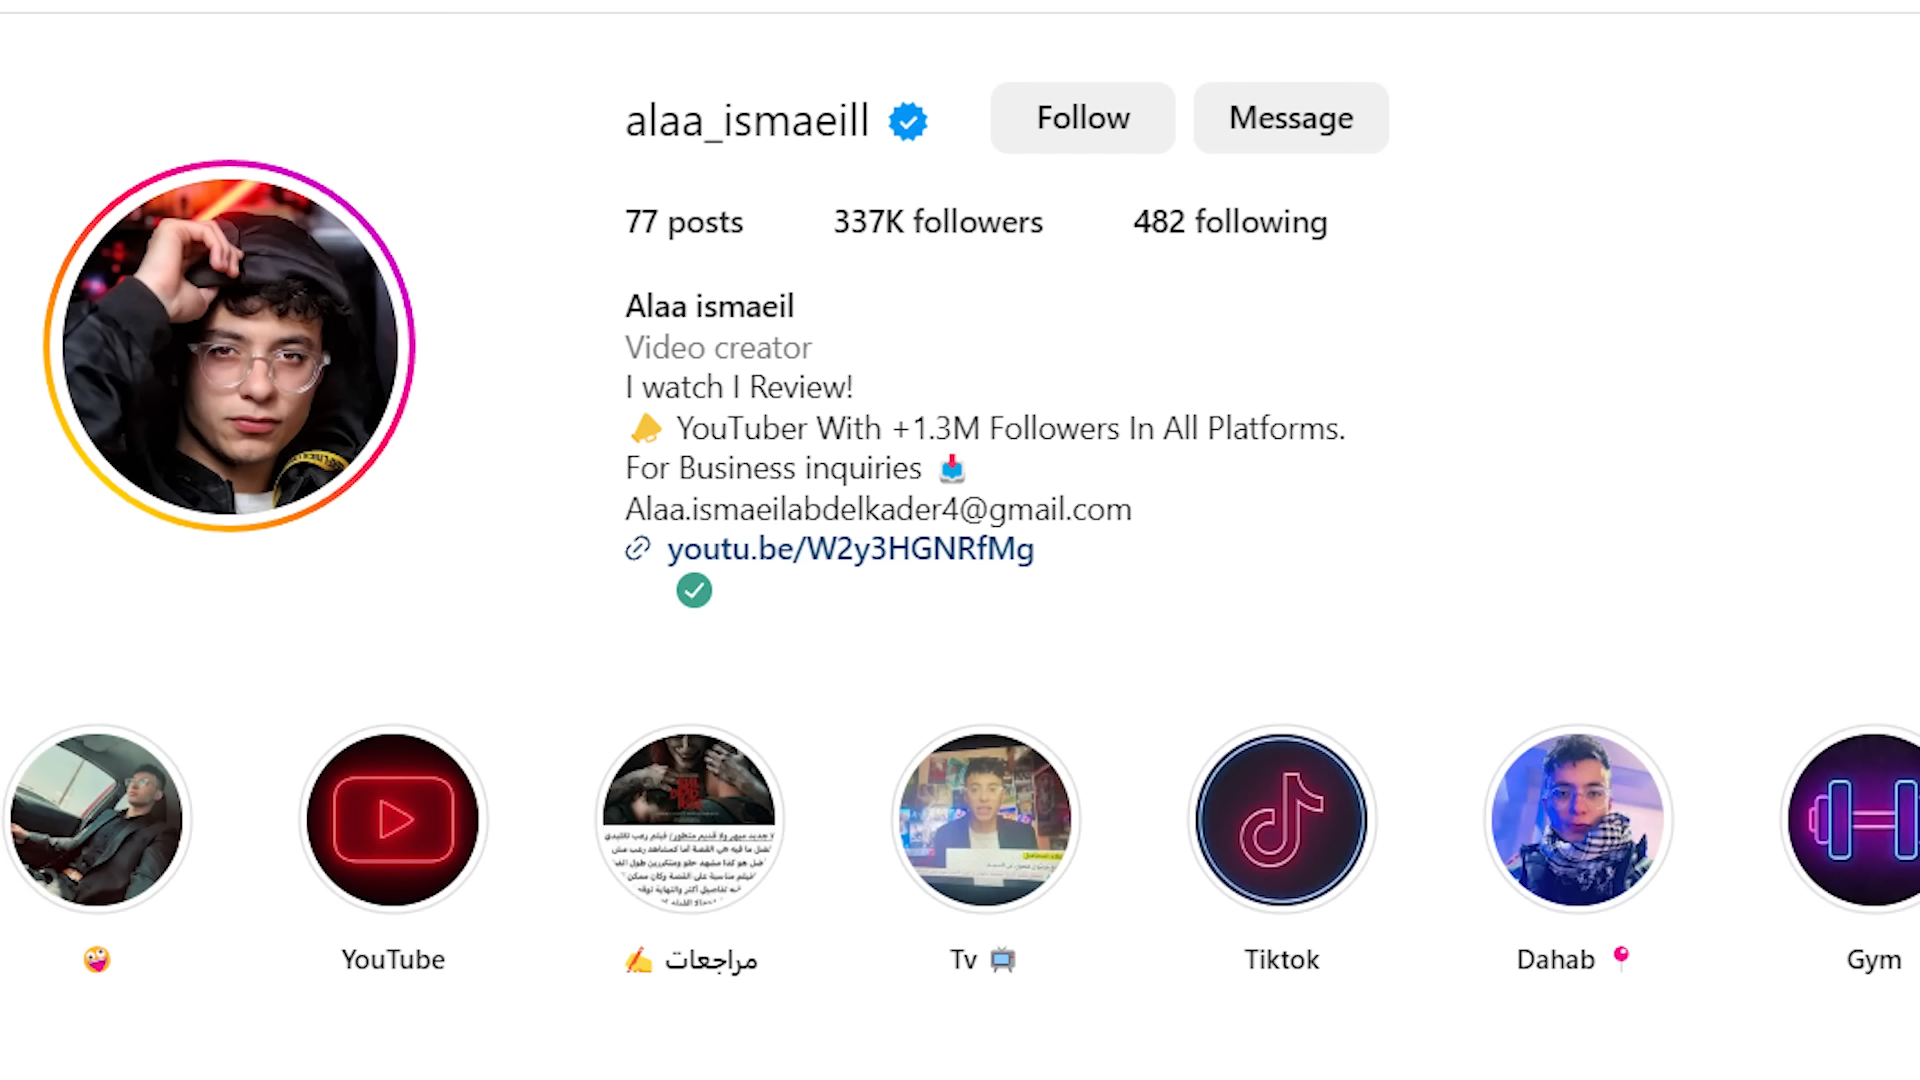 alaa_ismaeill
Follow
Message
77 posts
337K followers
482 following
Alaa ismaeil
Video creator
I watch I Review!
📣 YouTuber With +1.3M Followers In All Platforms.
For Business inquiries 📥
Alaa.ismaeilabdelkader4@gmail.com
youtu.be/W2y3HGNRfMg
🤪
YouTube
مراجعات ✍️
Tv 📺
Tiktok
Dahab 📍
Gym